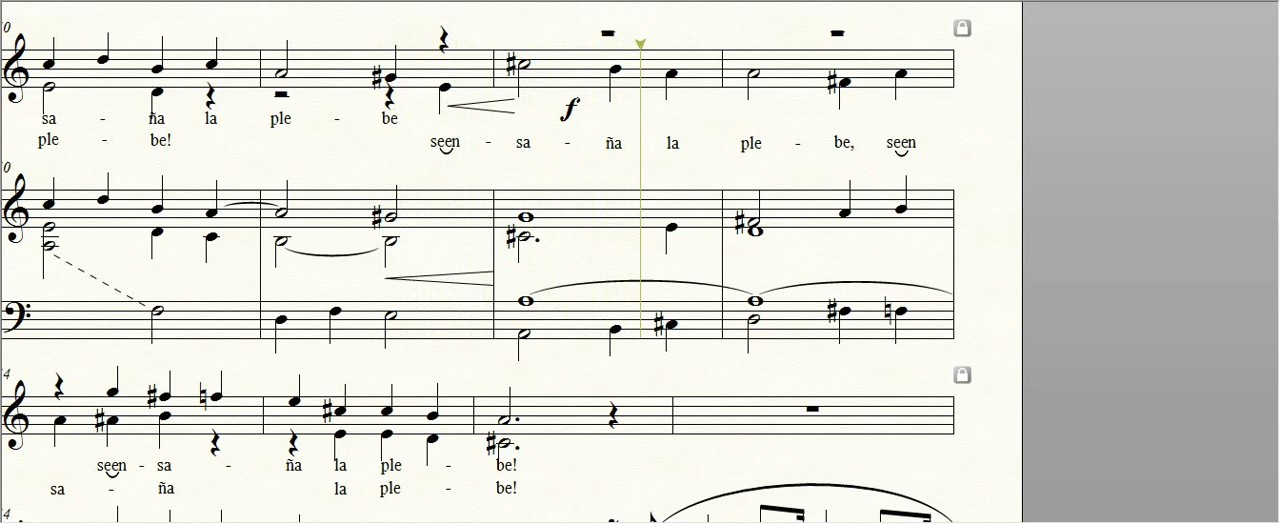 0
sa - ña la ple - be
ple - be!
seen - sa - ña la ple - be, seen
f
0
4
seen - sa - ña la ple - be!
sa - ña la ple - be!
4